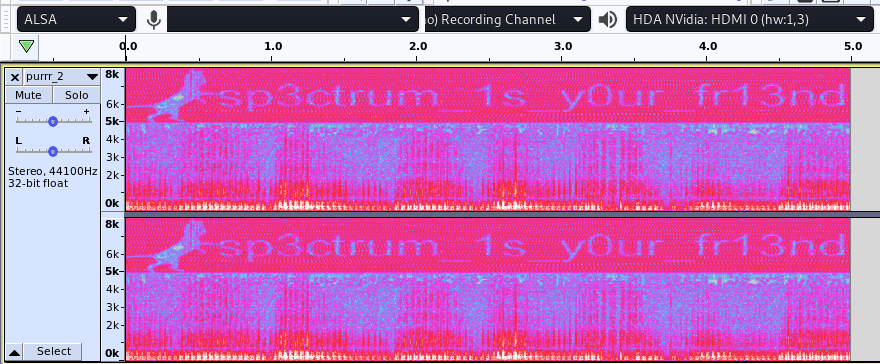 ALSA
o) Recording Channel
HDA NVidia: HDMI 0 (hw:1,3)
0.0 1.0 2.0 3.0 4.0 5.0
purrr_2
Mute Solo
- +
L R
Stereo, 44100Hz
32-bit float
Select
8k
6k
5k
4k
3k
2k
0k
sp3ctrum_1s_y0ur_fr13nd
8k
6k
5k
4k
3k
2k
0k
sp3ctrum_1s_y0ur_fr13nd